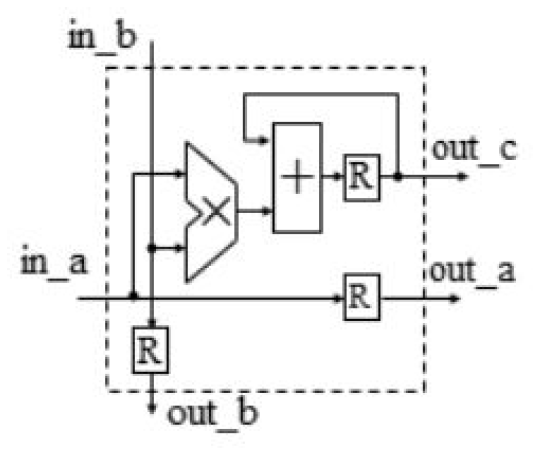 in_b
out_c
+
R
×
in_a
out_a
R
R
out_b